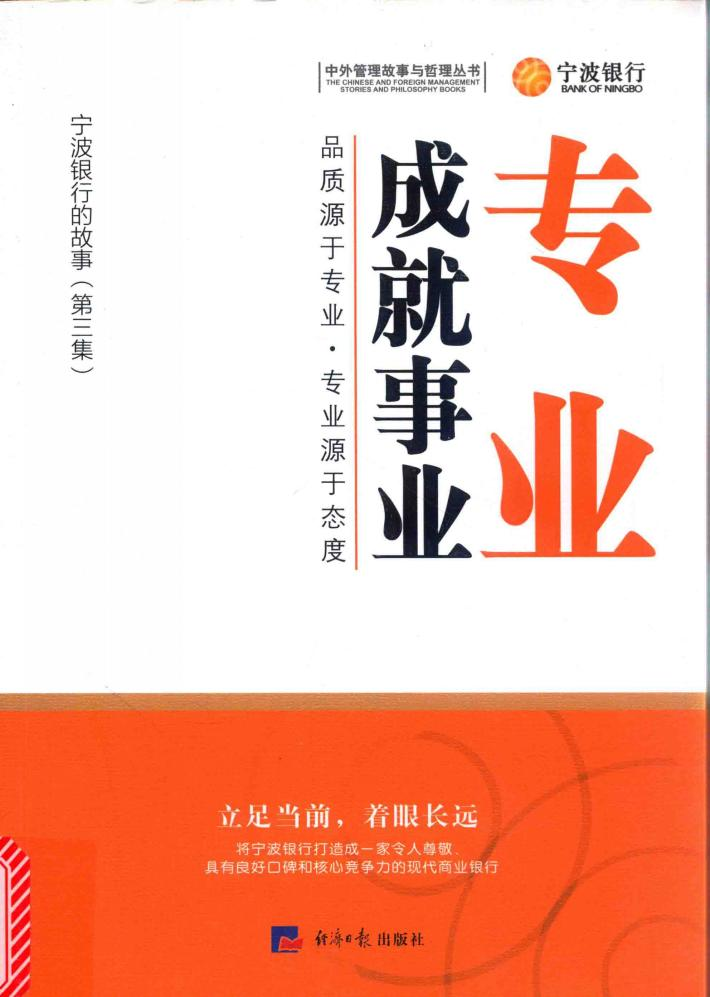 中外管理故事与哲理丛书
THE CHINESE AND FOREIGN MANAGEMENT
STORIES AND PHILOSOPHY BOOKS
宁波银行
BANK OF NINGBO
专业
成就事业
品质源于专业·专业源于态度
宁波银行的故事(第三集)
立足当前,着眼长远
将宁波银行打造成一家令人尊敬、
具有良好口碑和核心竞争力的现代商业银行
经济日报出版社